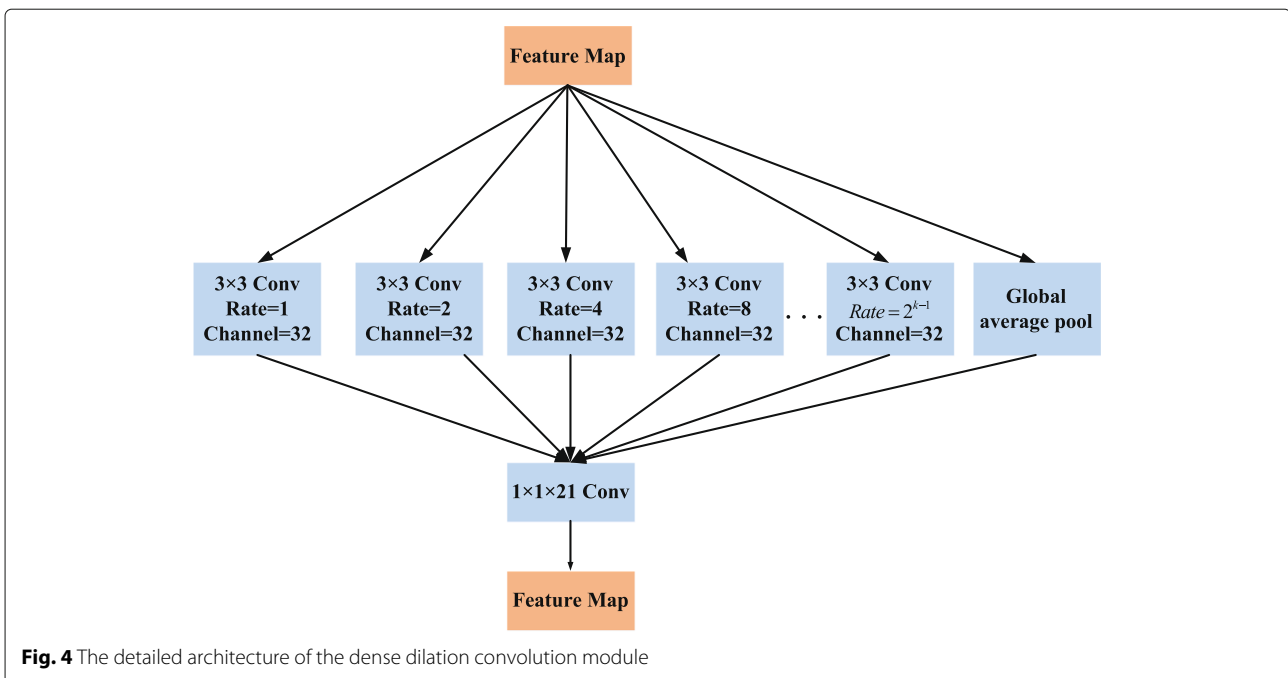 Feature Map
3×3 Conv
Rate=1
Channel=32
3×3 Conv
Rate=2
Channel=32
3×3 Conv
Rate=4
Channel=32
3×3 Conv
Rate=8
Channel=32
. . .
3×3 Conv
Rate = 2^{k−1}
Channel=32
Global
average pool
1×1×21 Conv
Feature Map
Fig. 4 The detailed architecture of the dense dilation convolution module